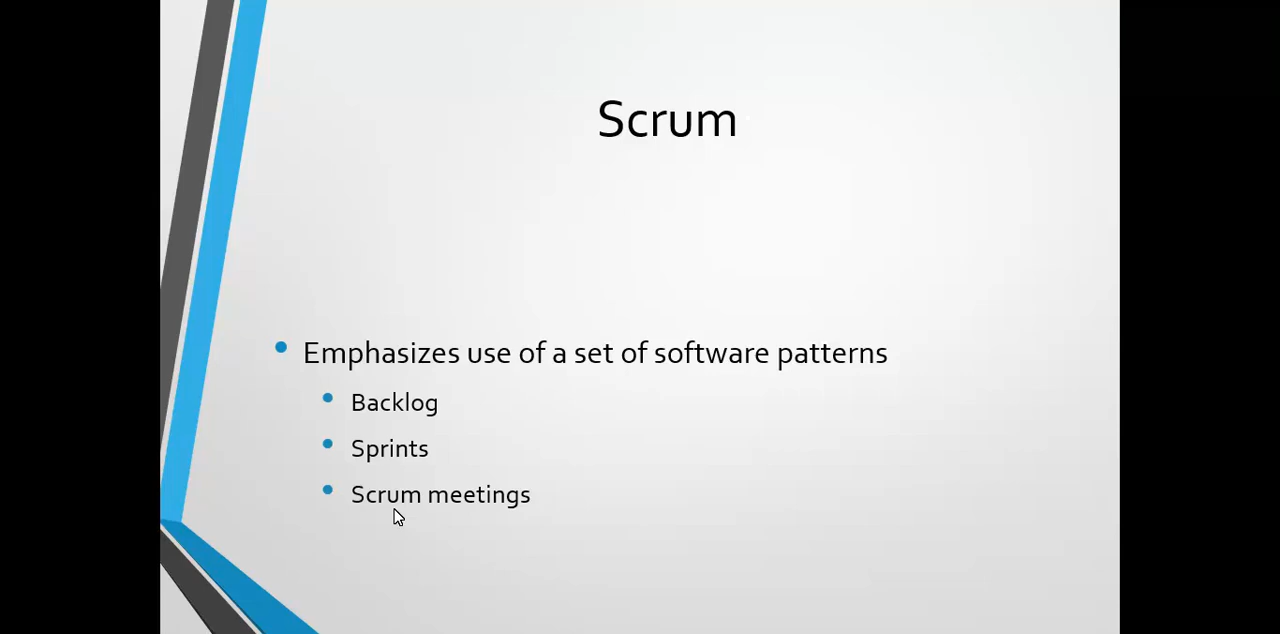 Scrum
Emphasizes use of a set of software patterns
Backlog
Sprints
Scrum meetings